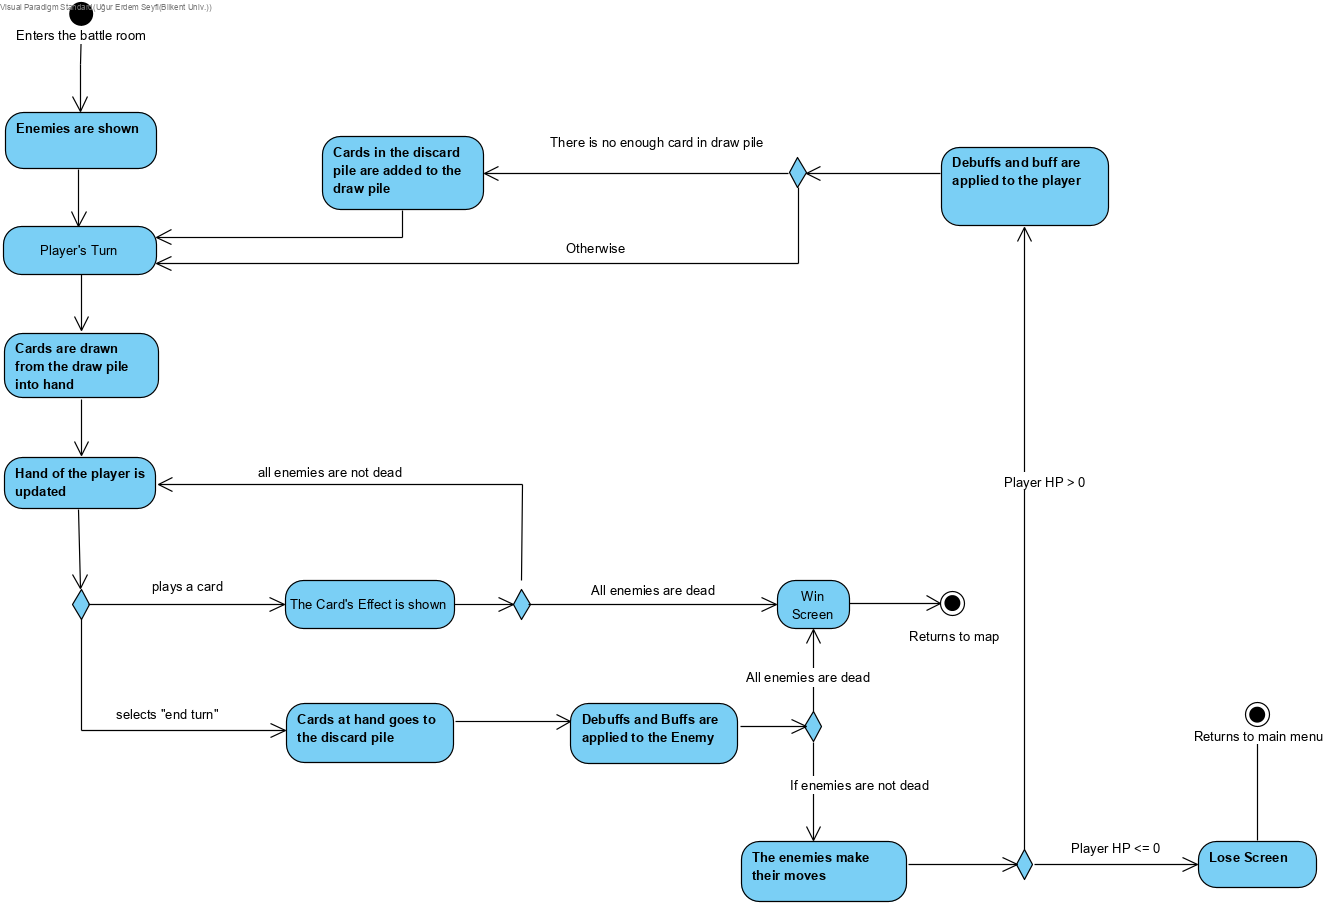 Visual Paradigm Standard(Uğur Erdem Seyfi(Bilkent Univ.))
Enters the battle room
Enemies are shown
Cards in the discard
pile are added to the
draw pile
There is no enough card in draw pile
Debuffs and buff are
applied to the player
Player's Turn
Otherwise
Cards are drawn
from the draw pile
into hand
Hand of the player is
updated
all enemies are not dead
Player HP > 0
plays a card
The Card's Effect is shown
All enemies are dead
Win
Screen
Returns to map
All enemies are dead
selects "end turn"
Cards at hand goes to
the discard pile
Debuffs and Buffs are
applied to the Enemy
Returns to main menu
If enemies are not dead
The enemies make
their moves
Player HP <= 0
Lose Screen